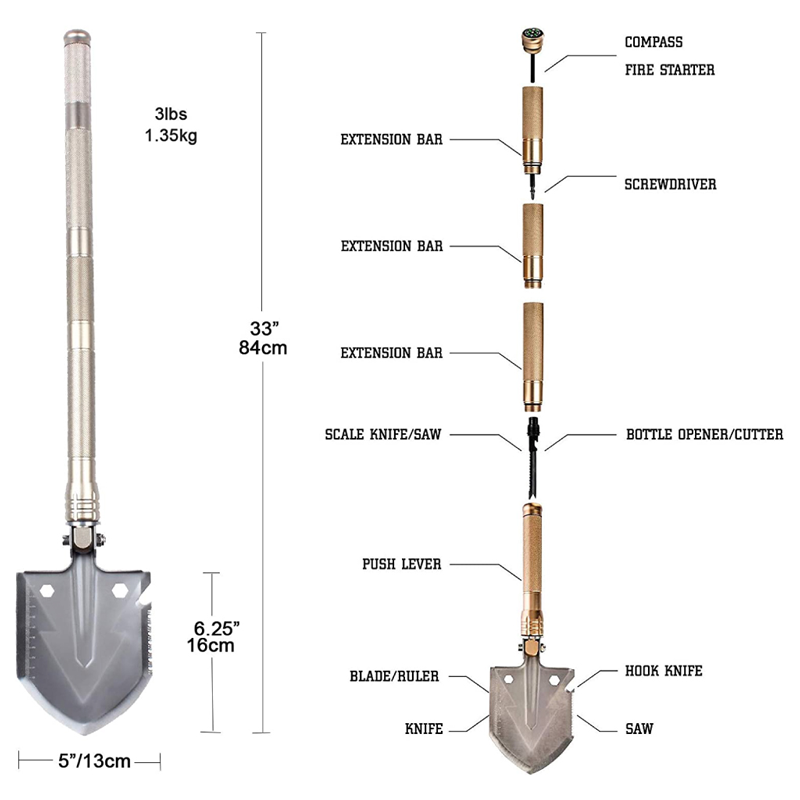 3lbs
1.35kg
33”
84cm
6.25”
16cm
5”/13cm
COMPASS
FIRE STARTER
EXTENSION BAR
SCREWDRIVER
EXTENSION BAR
EXTENSION BAR
SCALE KNIFE/SAW
BOTTLE OPENER/CUTTER
PUSH LEVER
BLADE/RULER
HOOK KNIFE
KNIFE
SAW